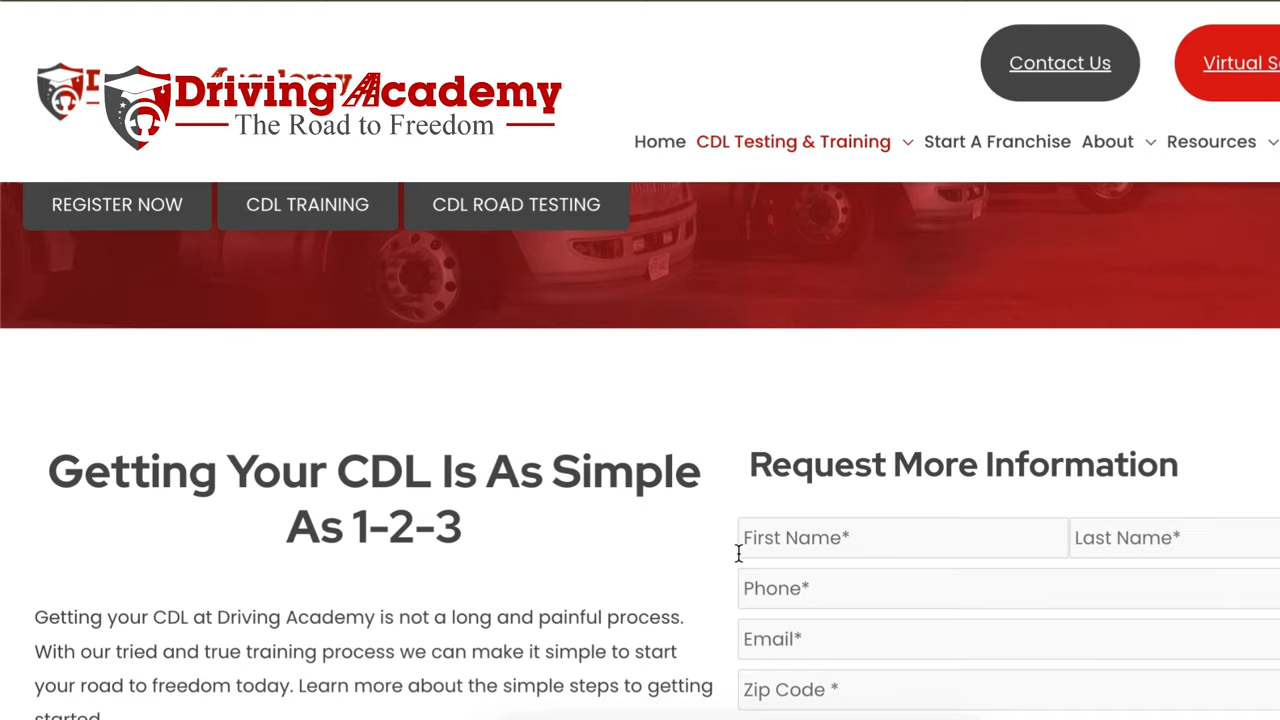 Contact Us
Virtual S
Driving Academy
The Road to Freedom
Home CDL Testing & Training Start A Franchise About Resources
REGISTER NOW CDL TRAINING CDL ROAD TESTING
Getting Your CDL Is As Simple
As 1-2-3
Getting your CDL at Driving Academy is not a long and painful process.
With our tried and true training process we can make it simple to start
your road to freedom today. Learn more about the simple steps to getting
started.
Request More Information
First Name* Last Name*
Phone*
Email*
Zip Code *